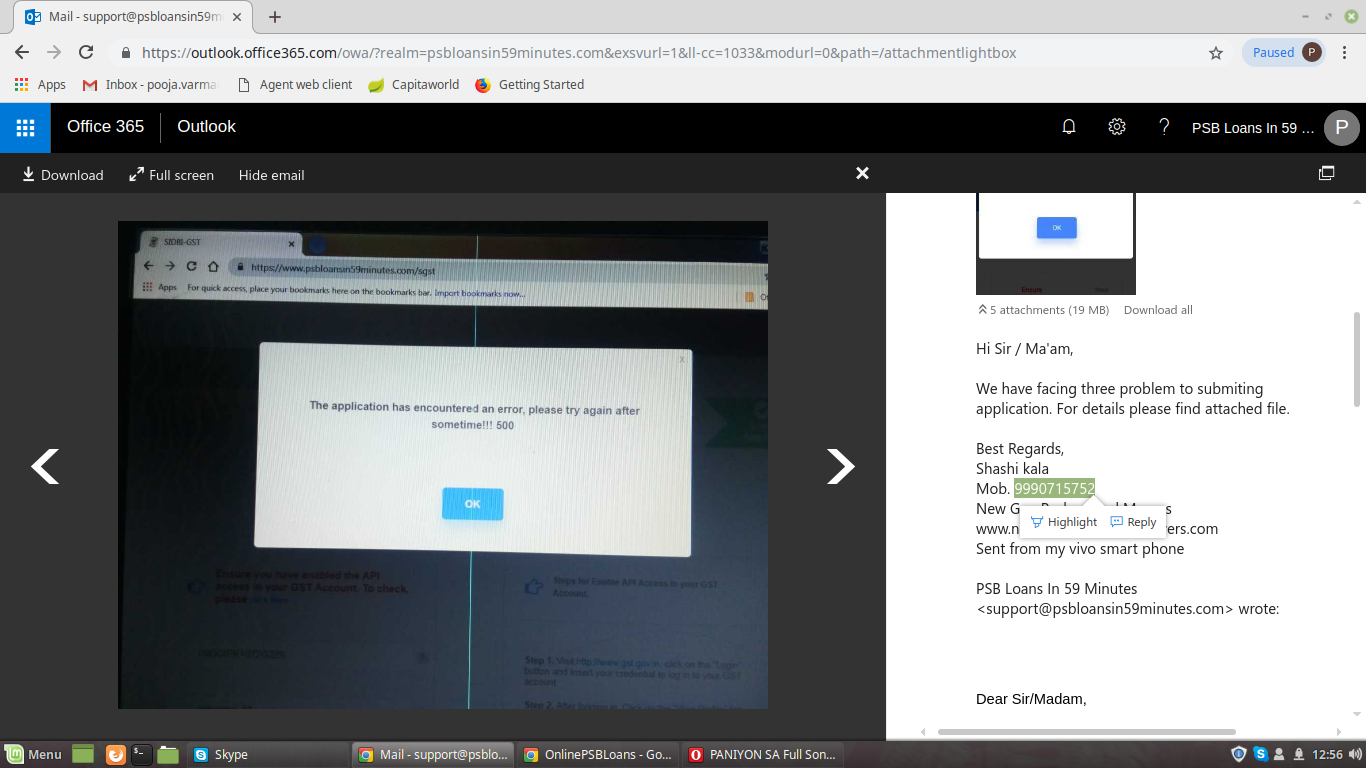 Mail - support@psbloansin59m
https://outlook.office365.com/owa/?realm=psbloansin59minutes.com&exsvurl=1&ll-cc=1033&modurl=0&path=/attachmentlightbox
Paused
P
Apps
Inbox - pooja.varma
Agent web client
Capitaworld
Getting Started
Office 365
Outlook
?
PSB Loans In 59 ...
P
Download
Full screen
Hide email
SIDBI-GST
https://www.psbloansin59minutes.com/sgst
Apps
For quick access, place your bookmarks here on the bookmarks bar. Import bookmarks now...
x
The application has encountered an error, please try again after
sometime!!! 500
OK
Ensure you have enabled the API
Access in your GST Account. To check,
please click here
Steps for Enable API Access in your GST
Account.
Step 1. Visit http://www.gst.gov.in, click on the "Login"
button and insert your credential to log in to your GST
account
Step 2.
OK
Ensure
5 attachments (19 MB) Download all
Hi Sir / Ma'am,
We have facing three problem to submiting
application. For details please find attached file.
Best Regards,
Shashi kala
Mob. 9990715752
New
Highlight
Reply
www.n
ers.com
Sent from my vivo smart phone
PSB Loans In 59 Minutes
<support@psbloansin59minutes.com> wrote:
Dear Sir/Madam,
Menu
Skype
Mail - support@psblo...
OnlinePSBLoans - Go...
PANIYON SA Full Son...
12:56